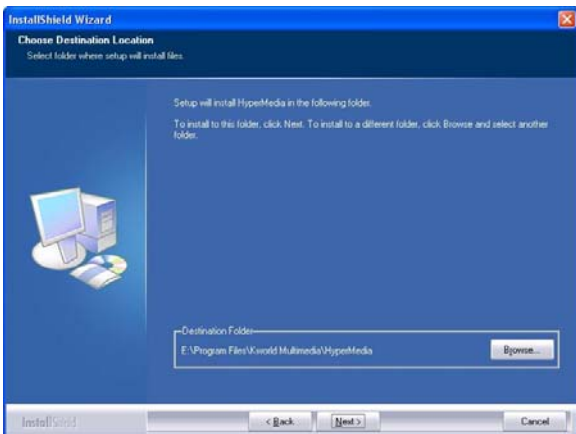 InstallShield Wizard
Choose Destination Location
Select folder where setup will install files.
Setup will install HyperMedia in the following folder.
To install to this folder, click Next. To install to a different folder, click Browse and select another
folder.
Destination Folder
E:\Program Files\Kworld Multimedia\HyperMedia
Browse...
InstallShield
< Back
Next >
Cancel